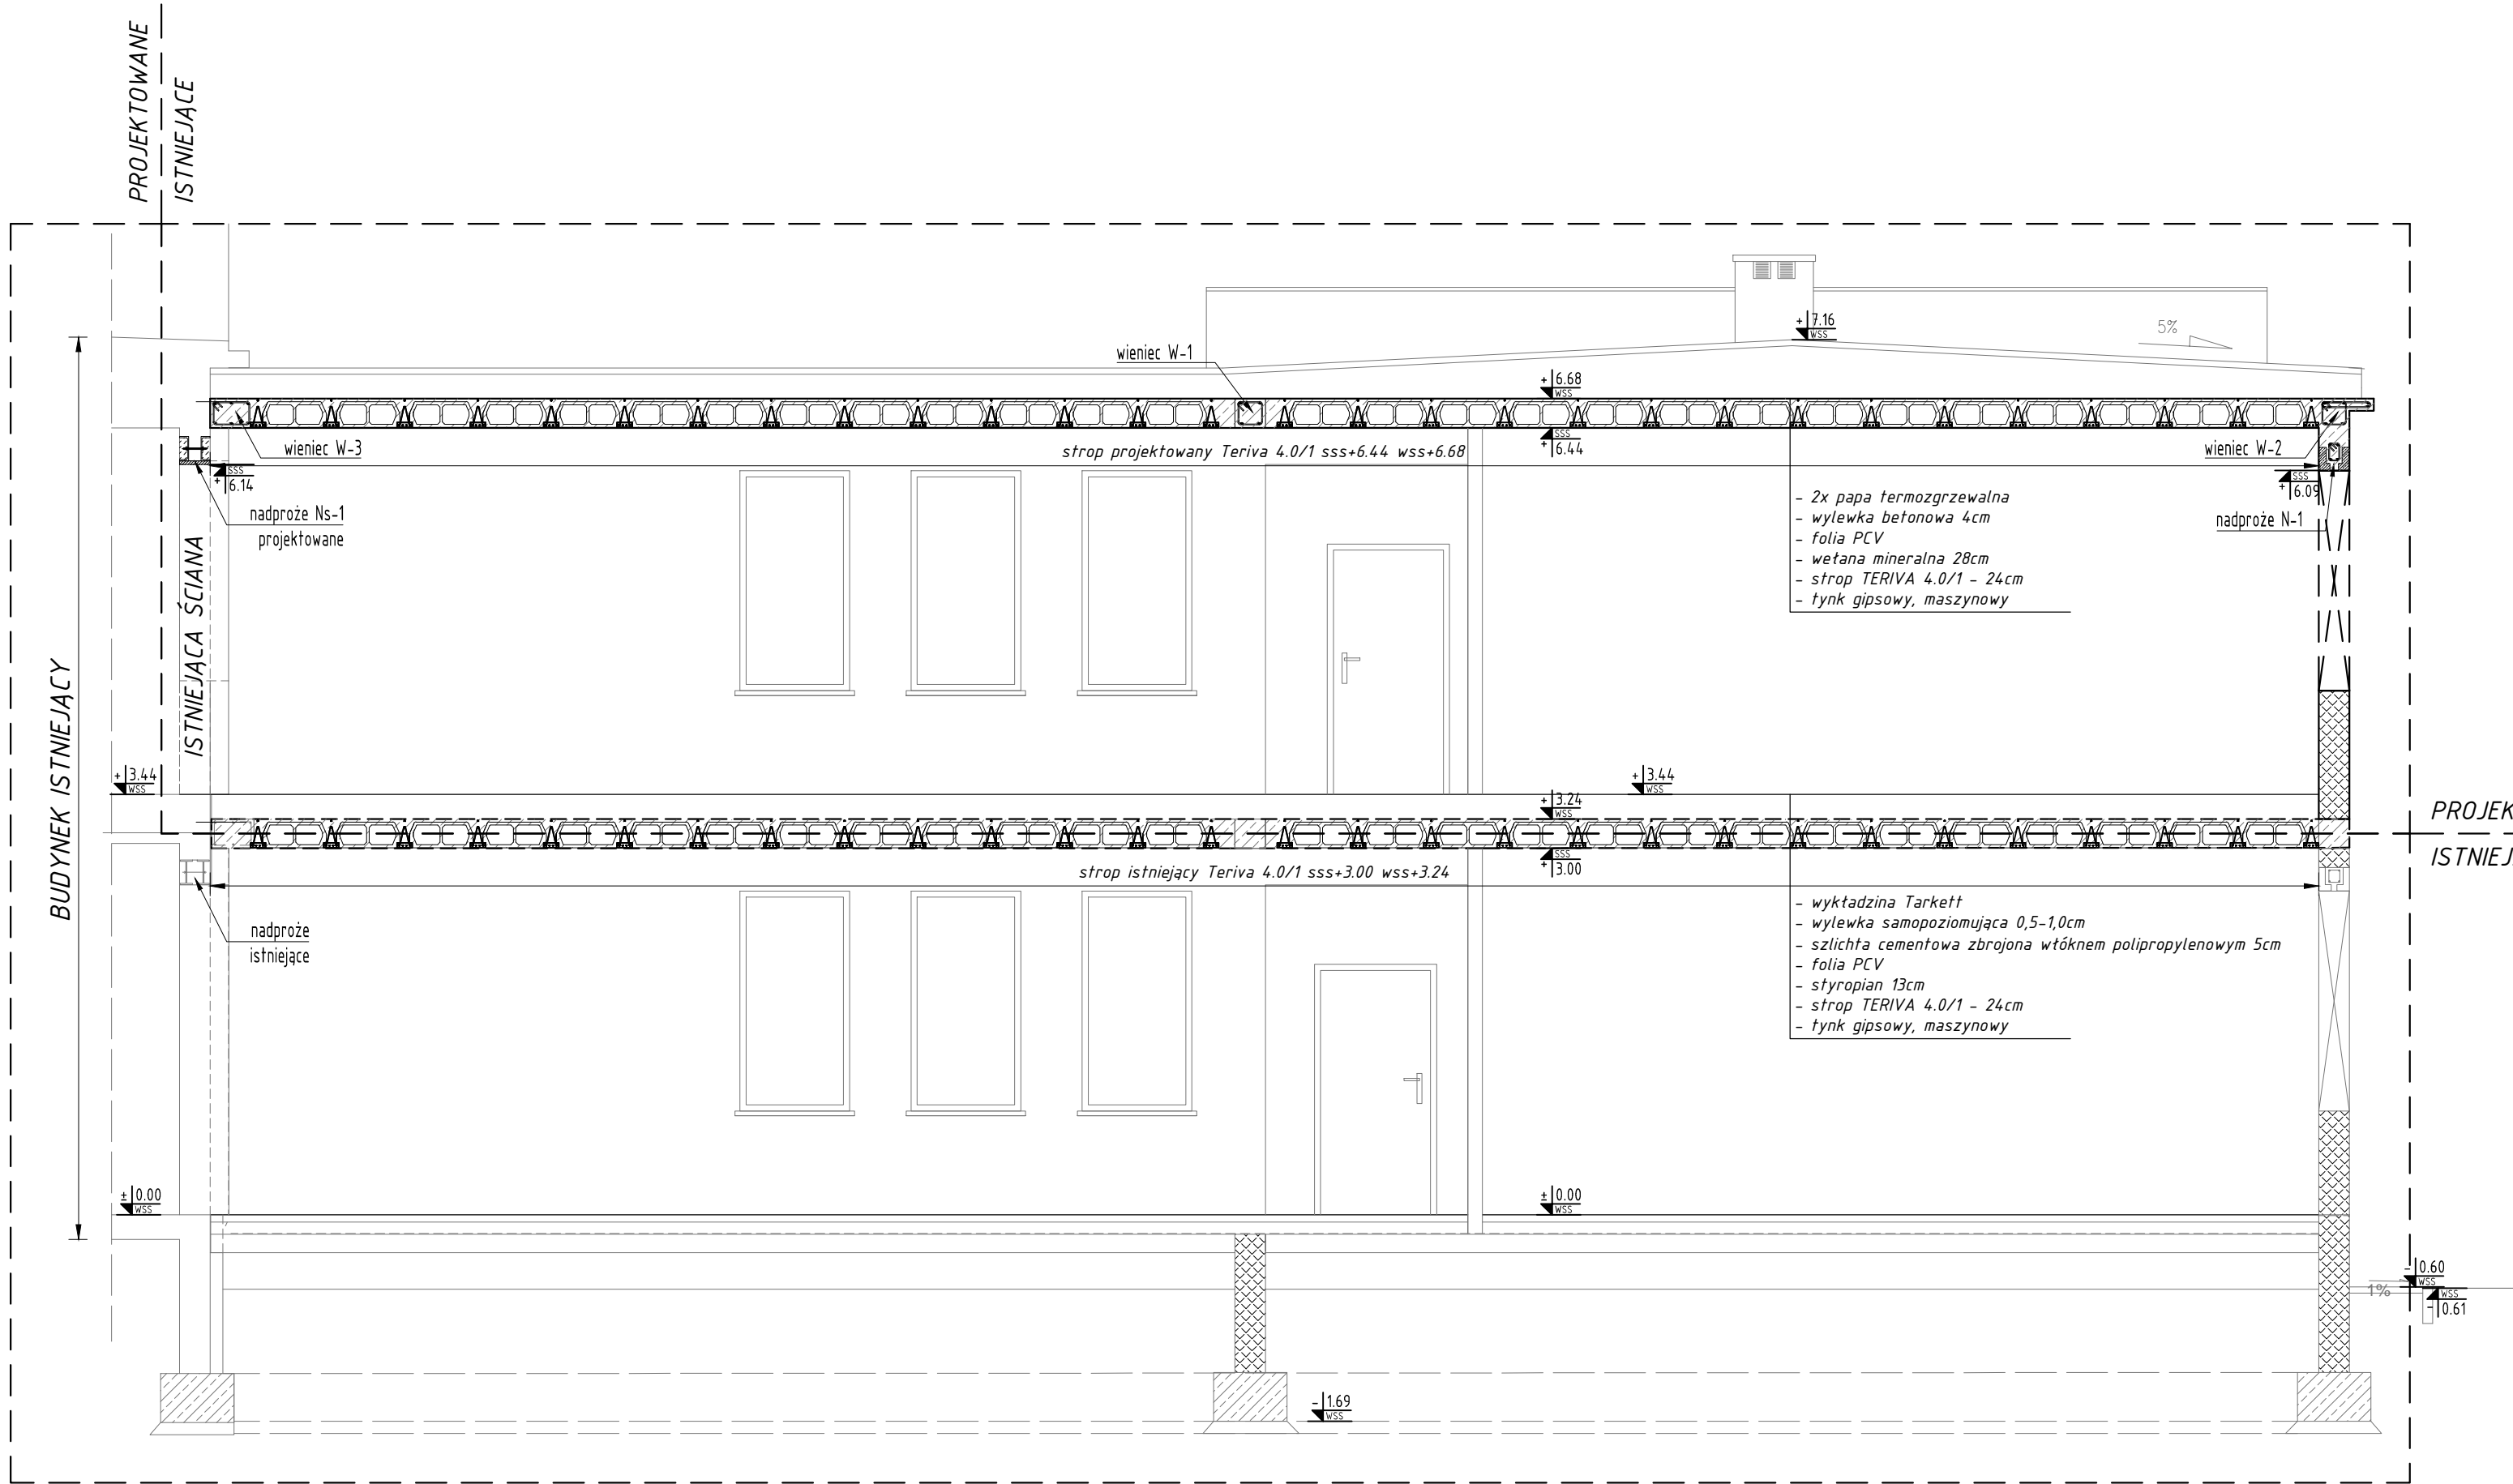 PROJEKTOWANE
ISTNIEJĄCE
+ 7.16
WSS
5%
wieniec W-1
+ 6.68
WSS
wieniec W-3
SSS
+ 6.14
strop projektowany Teriva 4.0/1 sss+6.44 wss+6.68
SSS
+ 6.44
wieniec W-2
SSS
+ 6.09
nadproże Ns-1
projektowane
nadproże N-1
- 2x papa termozgrzewalna
- wylewka betonowa 4cm
- folia PCV
- wełana mineralna 28cm
- strop TERIVA 4.0/1 - 24cm
- tynk gipsowy, maszynowy
ISTNIEJĄCA ŚCIANA
BUDYNEK ISTNIEJĄCY
+ 3.44
WSS
+ 3.44
WSS
+ 3.24
WSS
PROJEK
ISTNIEJ
SSS
+ 3.00
strop istniejący Teriva 4.0/1 sss+3.00 wss+3.24
nadproże
istniejące
- wykładzina Tarkett
- wylewka samopoziomująca 0,5-1,0cm
- szlichta cementowa zbrojona włóknem polipropylenowym 5cm
- folia PCV
- styropian 13cm
- strop TERIVA 4.0/1 - 24cm
- tynk gipsowy, maszynowy
± 0.00
WSS
± 0.00
WSS
- 0.60
WSS
1%
WSS
- 0.61
- 1.69
WSS